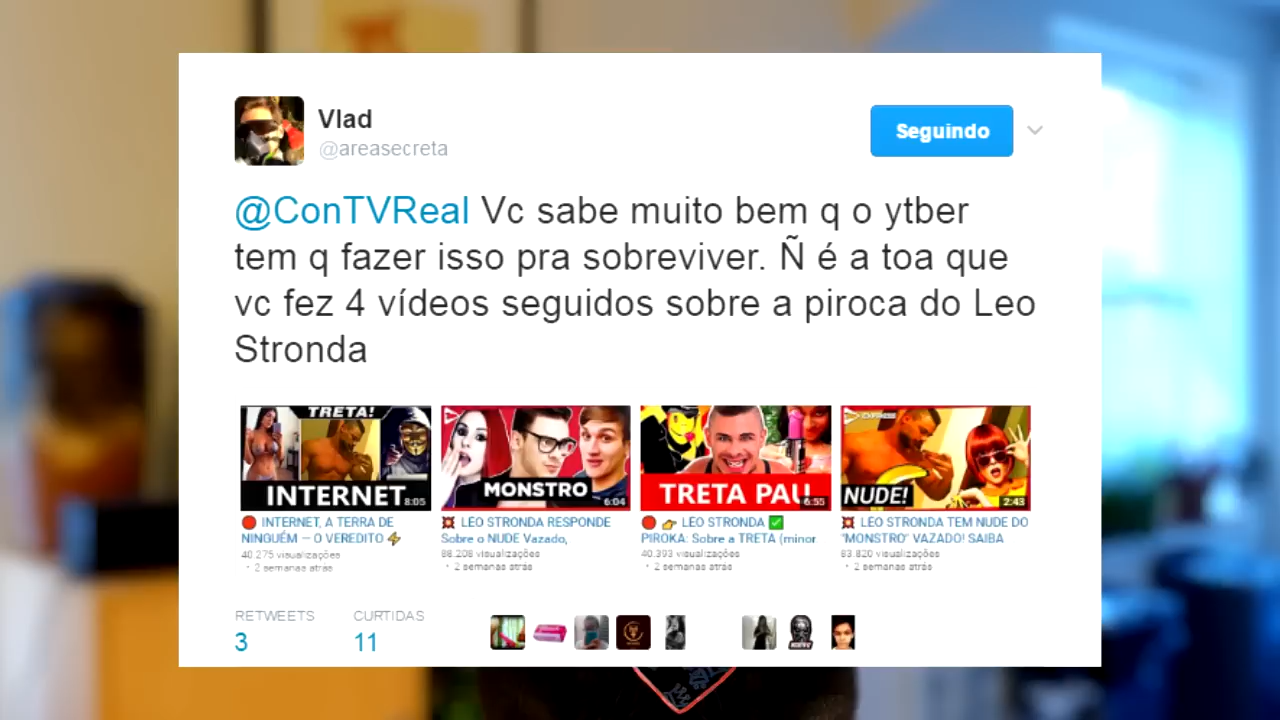 Vlad
@areasecreta
Seguindo
@ConTVReal Vc sabe muito bem q o ytber
tem q fazer isso pra sobreviver. Ñ é a toa que
vc fez 4 vídeos seguidos sobre a piroca do Leo
Stronda
TRETA!
INTERNET
8:05
MONSTRO
6:04
TRETA PAU
6:55
EXPRESS
NUDE!
2:43
INTERNET, A TERRA DE
NINGUÉM — O VEREDITO
40.275 visualizações
2 semanas atrás
LEO STRONDA RESPONDE
Sobre o NUDE Vazado,
88.208 visualizações
2 semanas atrás
LEO STRONDA
PIROKA: Sobre a TRETA (minor
40.393 visualizações
2 semanas atrás
LEO STRONDA TEM NUDE DO
"MONSTRO" VAZADO! SAIBA
63.820 visualizações
2 semanas atrás
RETWEETS
3
CURTIDAS
11